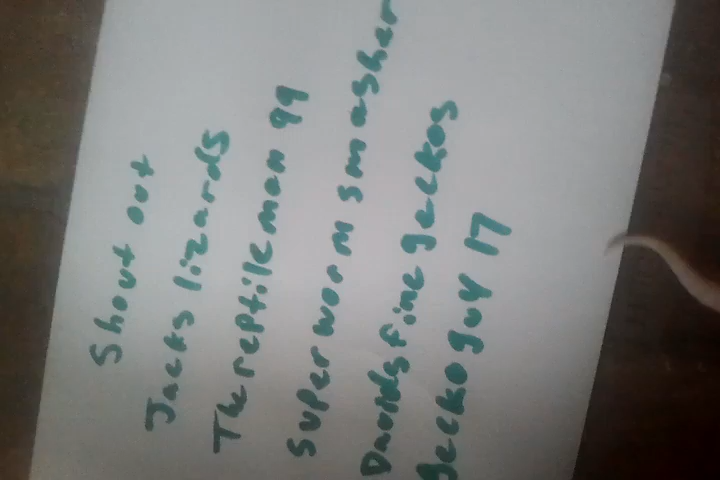 Shout out
Jacks lizards
The reptile man 99
Super worm smasher
Davids fine geckos
gecko guy 17